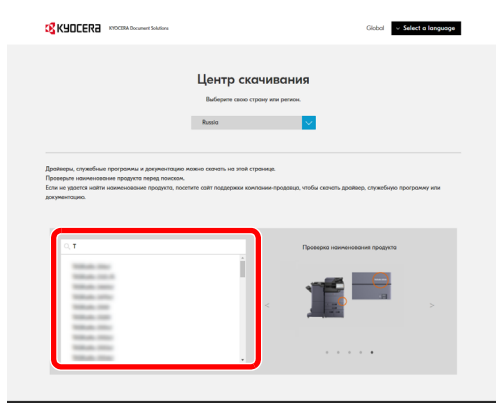 KYOCERA KYOCERA Document Solutions
Global Select a language
Центр скачивания
Выберите свою страну или регион.
Russia
Драйверы, служебные программы и документацию можно скачать на этой странице.
Проверьте наименование продукта перед поиском.
Если не удается найти наименование продукта, посетите сайт поддержки компании-продавца, чтобы скачать драйвер, служебную программу или
документацию.
T
Проверка наименования продукта